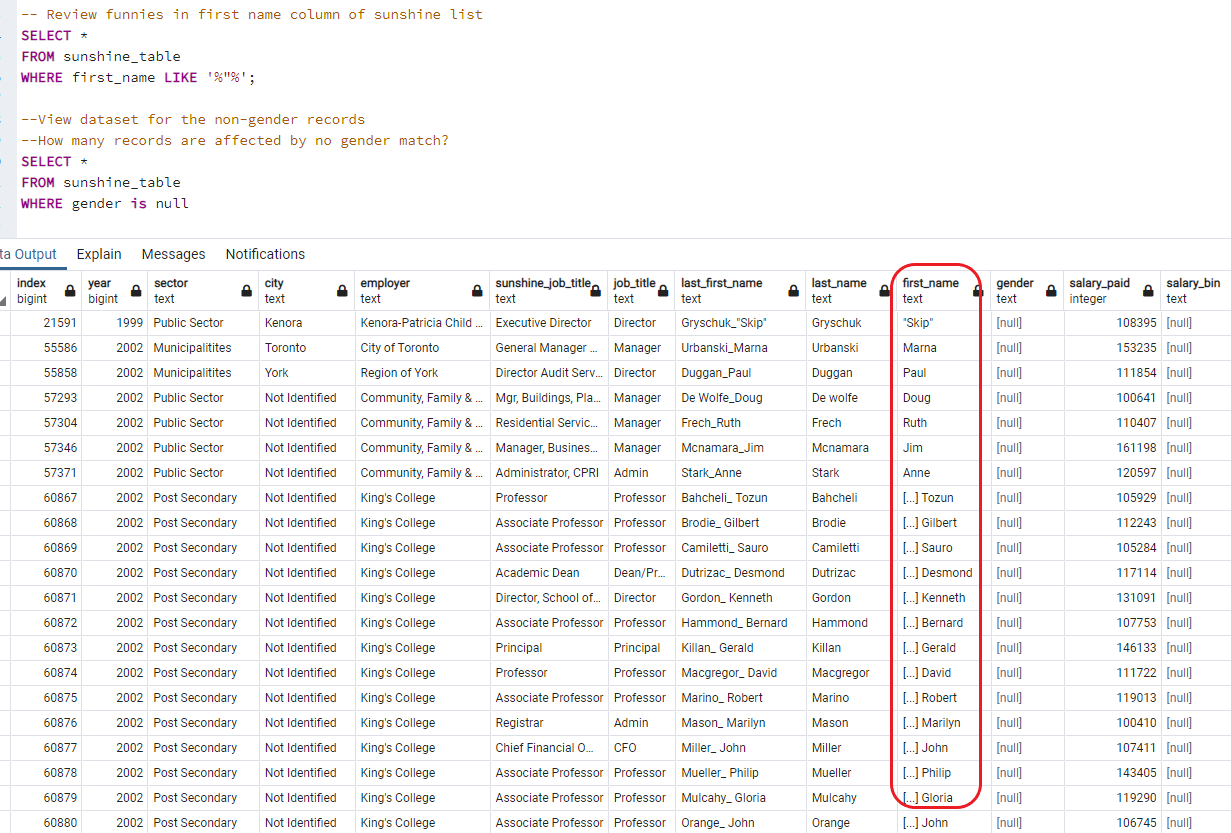 -- Review funnies in first name column of sunshine list
SELECT *
FROM sunshine_table
WHERE first_name LIKE '%"%';
--View dataset for the non-gender records
--How many records are affected by no gender match?
SELECT *
FROM sunshine_table
WHERE gender is null
ta Output Explain Messages Notifications
index year sector city employer sunshine_job_title job_title last_first_name last_name first_name gender salary_paid salary_bin
bigint bigint text text text text text text text text text integer text
21591 1999 Public Sector Kenora Kenora-Patricia Child ... Executive Director Director Gryschuk_"Skip" Gryschuk "Skip" [null] 108395 [null]
55586 2002 Municipalitites Toronto City of Toronto General Manager ... Manager Urbanski_Marna Urbanski Marna [null] 153235 [null]
55858 2002 Municipalitites York Region of York Director Audit Serv... Director Duggan_Paul Duggan Paul [null] 111854 [null]
57293 2002 Public Sector Not Identified Community, Family & ... Mgr, Buildings, Pla... Manager De Wolfe_Doug De wolfe Doug [null] 100641 [null]
57304 2002 Public Sector Not Identified Community, Family & ... Residential Servic... Manager Frech_Ruth Frech Ruth [null] 110407 [null]
57346 2002 Public Sector Not Identified Community, Family & ... Manager, Busines... Manager Mcnamara_Jim Mcnamara Jim [null] 161198 [null]
57371 2002 Public Sector Not Identified Community, Family & ... Administrator, CPRI Admin Stark_Anne Stark Anne [null] 120597 [null]
60867 2002 Post Secondary Not Identified King's College Professor Professor Bahcheli_ Tozun Bahcheli [...] Tozun [null] 105929 [null]
60868 2002 Post Secondary Not Identified King's College Associate Professor Professor Brodie_ Gilbert Brodie [...] Gilbert [null] 112243 [null]
60869 2002 Post Secondary Not Identified King's College Associate Professor Professor Camiletti_ Sauro Camiletti [...] Sauro [null] 105284 [null]
60870 2002 Post Secondary Not Identified King's College Academic Dean Dean/Pr... Dutrizac_ Desmond Dutrizac [...] Desmond [null] 117114 [null]
60871 2002 Post Secondary Not Identified King's College Director, School of... Director Gordon_ Kenneth Gordon [...] Kenneth [null] 131091 [null]
60872 2002 Post Secondary Not Identified King's College Associate Professor Professor Hammond_ Bernard Hammond [...] Bernard [null] 107753 [null]
60873 2002 Post Secondary Not Identified King's College Principal Principal Killan_ Gerald Killan [...] Gerald [null] 146133 [null]
60874 2002 Post Secondary Not Identified King's College Professor Professor Macgregor_ David Macgregor [...] David [null] 111722 [null]
60875 2002 Post Secondary Not Identified King's College Associate Professor Professor Marino_ Robert Marino [...] Robert [null] 119013 [null]
60876 2002 Post Secondary Not Identified King's College Registrar Admin Mason_ Marilyn Mason [...] Marilyn [null] 100410 [null]
60877 2002 Post Secondary Not Identified King's College Chief Financial O... CFO Miller_ John Miller [...] John [null] 107411 [null]
60878 2002 Post Secondary Not Identified King's College Associate Professor Professor Mueller_ Philip Mueller [...] Philip [null] 143405 [null]
60879 2002 Post Secondary Not Identified King's College Associate Professor Professor Mulcahy_ Gloria Mulcahy [...] Gloria [null] 119290 [null]
60880 2002 Post Secondary Not Identified King's College Associate Professor Professor Orange_ John Orange [...] John [null] 106745 [null]